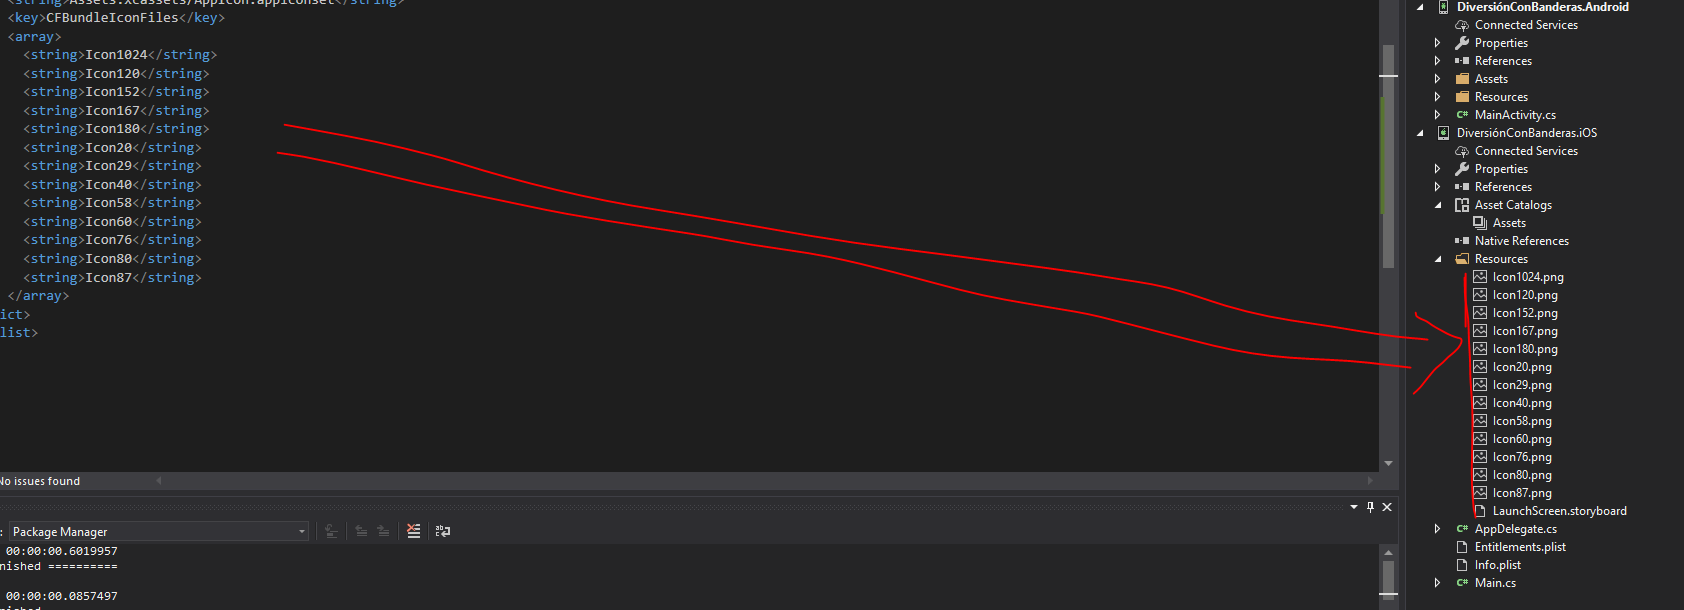 <string>Assets.xcassets/AppIcon.appiconset</string>
<key>CFBundleIconFiles</key>
<array>
<string>Icon1024</string>
<string>Icon120</string>
<string>Icon152</string>
<string>Icon167</string>
<string>Icon180</string>
<string>Icon20</string>
<string>Icon29</string>
<string>Icon40</string>
<string>Icon58</string>
<string>Icon60</string>
<string>Icon76</string>
<string>Icon80</string>
<string>Icon87</string>
</array>
ict>
list>
No issues found
: Package Manager
00:00:00.6019957
nished ==========
00:00:00.0857497
DiversiónConBanderas.Android
Connected Services
Properties
References
Assets
Resources
C# MainActivity.cs
DiversiónConBanderas.iOS
Connected Services
Properties
References
Asset Catalogs
Assets
Native References
Resources
Icon1024.png
Icon120.png
Icon152.png
Icon167.png
Icon180.png
Icon20.png
Icon29.png
Icon40.png
Icon58.png
Icon60.png
Icon76.png
Icon80.png
Icon87.png
LaunchScreen.storyboard
C# AppDelegate.cs
Entitlements.plist
Info.plist
C# Main.cs